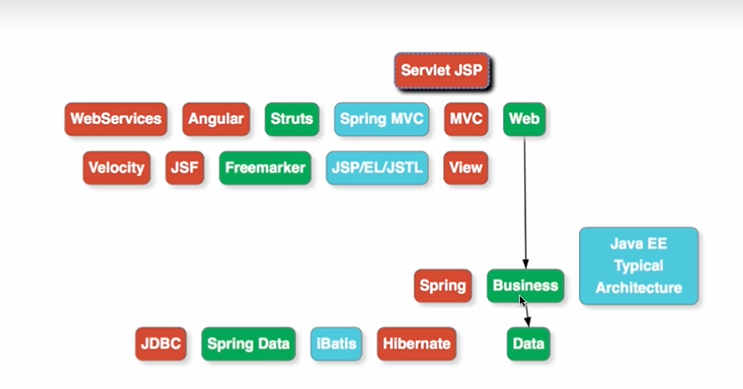 Servlet JSP
WebServices Angular Struts Spring MVC MVC Web
Velocity JSF Freemarker JSP/EL/JSTL View
Java EE
Typical
Architecture
Spring Business
JDBC Spring Data iBatis Hibernate Data